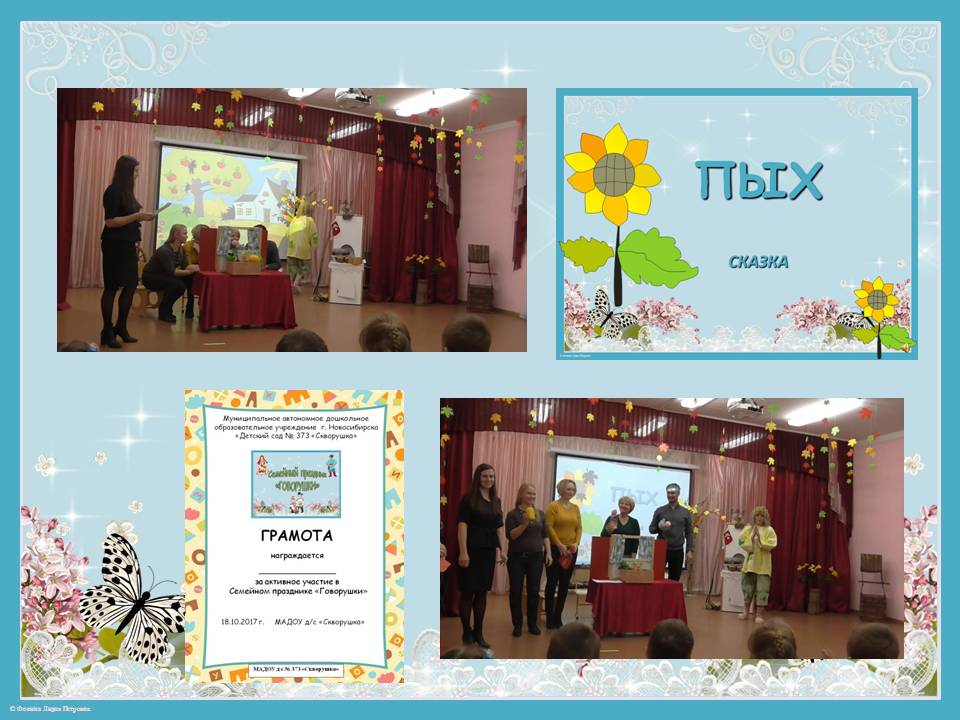 ПЫХ
СКАЗКА
Муниципальное автономное дошкольное
образовательное учреждение г. Новосибирска
«Детский сад № 373 «Скворушка»
Семейный праздник
«ГОВОРУШКИ»
ГРАМОТА
награждается
за активное участие в
Семейном празднике «Говорушки»
18.10.2017 г. МАДОУ д/с «Скворушка»
МАДОУ д/с № 373 «Скворушка»
ПЫХ
© Фокина Лидия Петровна